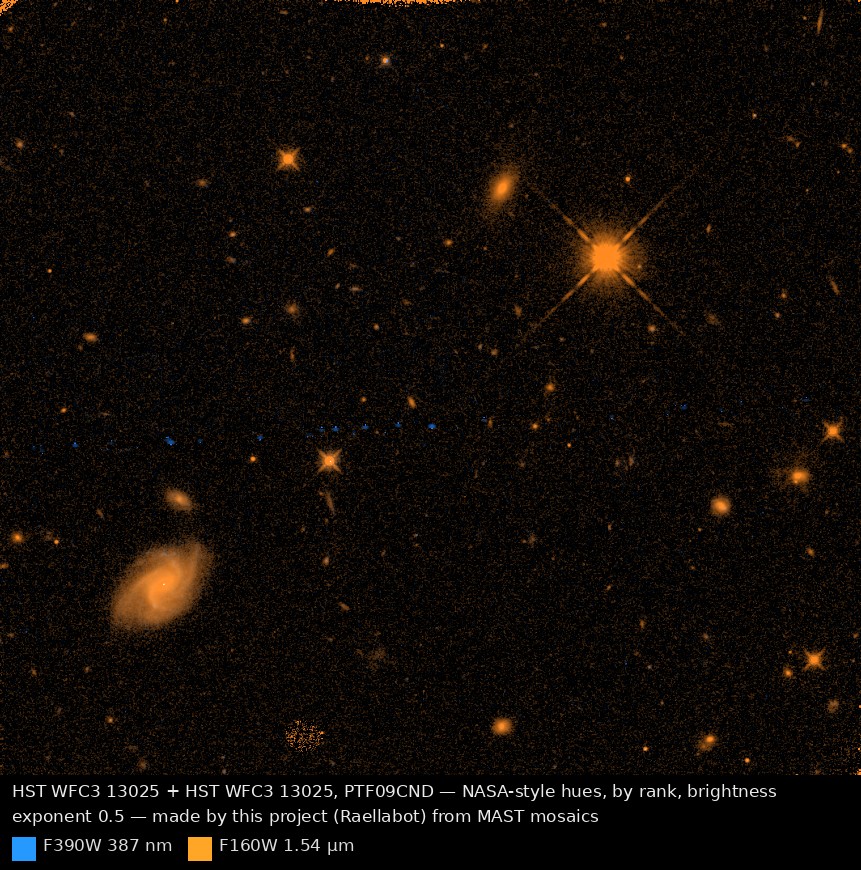 HST WFC3 13025 + HST WFC3 13025, PTF09CND — NASA-style hues, by rank, brightness
exponent 0.5 — made by this project (Raellabot) from MAST mosaics
F390W 387 nm F160W 1.54 µm